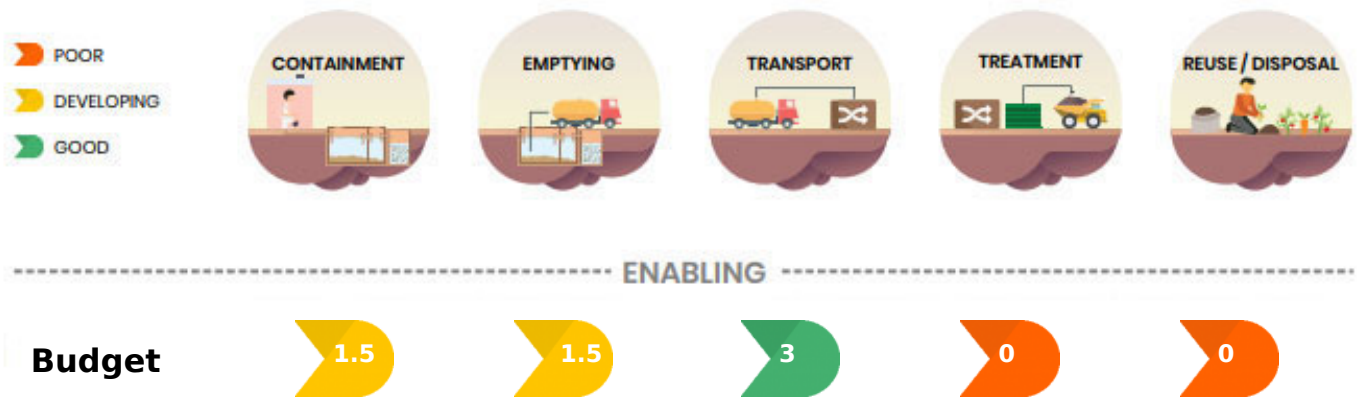 POOR
DEVELOPING
GOOD
CONTAINMENT
EMPTYING
TRANSPORT
TREATMENT
REUSE / DISPOSAL
ENABLING
Budget
1.5
1.5
3
0
0